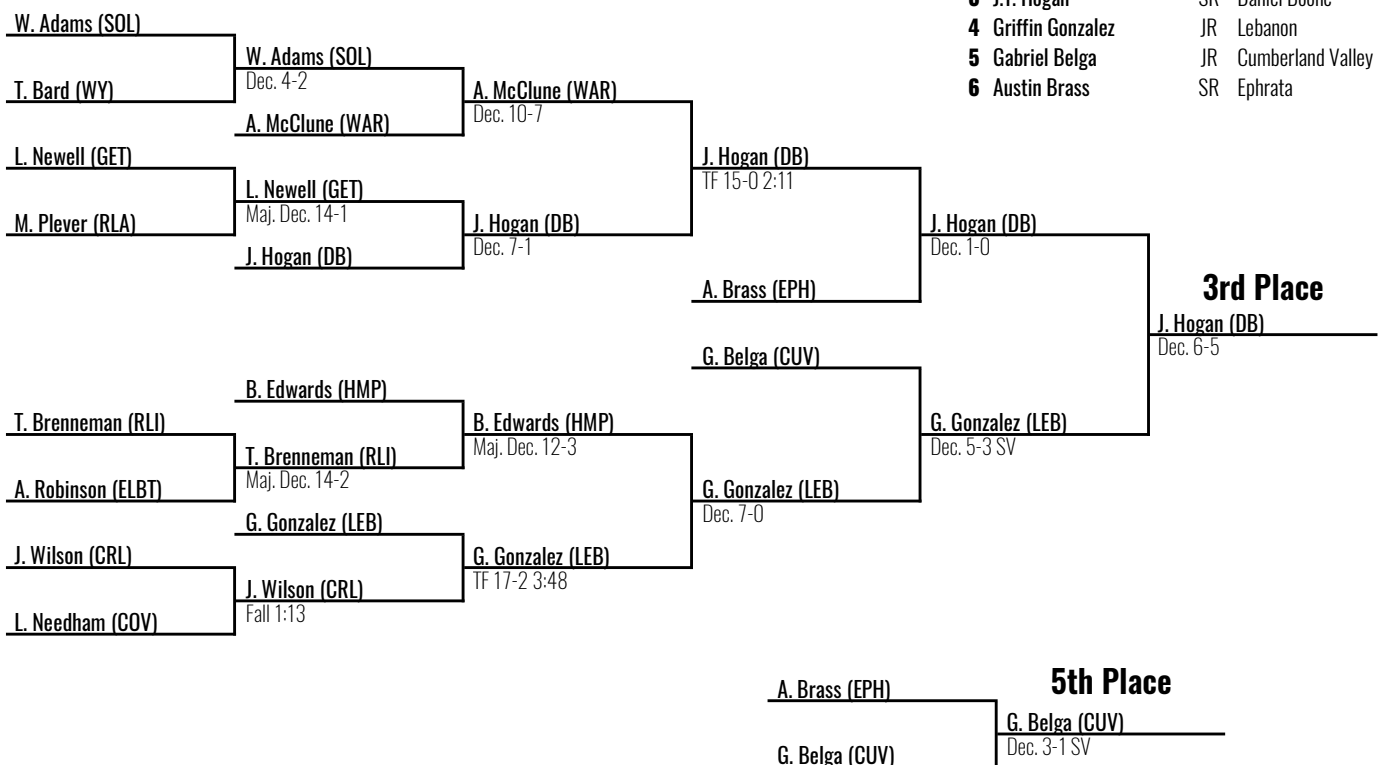 3 J.T. Hogan SR Daniel Boone
4 Griffin Gonzalez JR Lebanon
5 Gabriel Belga JR Cumberland Valley
6 Austin Brass SR Ephrata
W. Adams (SOL)
T. Bard (WY)
L. Newell (GET)
M. Plever (RLA)
T. Brenneman (RLI)
A. Robinson (ELBT)
J. Wilson (CRL)
L. Needham (COV)
W. Adams (SOL)
Dec. 4-2
A. McClune (WAR)
L. Newell (GET)
Maj. Dec. 14-1
J. Hogan (DB)
B. Edwards (HMP)
T. Brenneman (RLI)
Maj. Dec. 14-2
G. Gonzalez (LEB)
J. Wilson (CRL)
Fall 1:13
A. McClune (WAR)
Dec. 10-7
J. Hogan (DB)
Dec. 7-1
B. Edwards (HMP)
Maj. Dec. 12-3
G. Gonzalez (LEB)
TF 17-2 3:48
J. Hogan (DB)
TF 15-0 2:11
A. Brass (EPH)
G. Belga (CUV)
G. Gonzalez (LEB)
Dec. 7-0
J. Hogan (DB)
Dec. 1-0
G. Gonzalez (LEB)
Dec. 5-3 SV
3rd Place
J. Hogan (DB)
Dec. 6-5
5th Place
A. Brass (EPH)
G. Belga (CUV)
G. Belga (CUV)
Dec. 3-1 SV